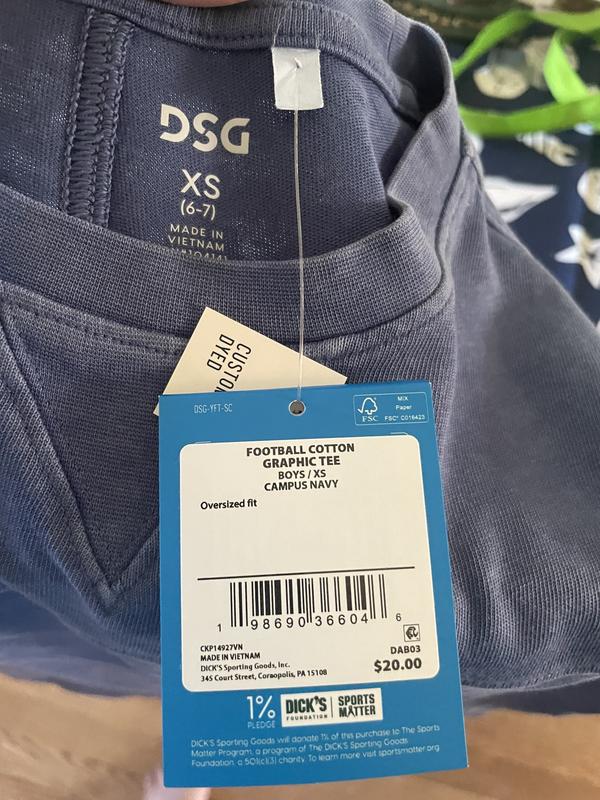 DSG
XS
(6-7)
MADE IN
VIETNAM
CUSTOM
DYED
DSG-YFT-SC
MIX
Paper
FSC
FSC® C016423
FOOTBALL COTTON
GRAPHIC TEE
BOYS / XS
CAMPUS NAVY
Oversized fit
1 98690 36604 6
CKP14927VN
MADE IN VIETNAM
DICK'S Sporting Goods, Inc.
345 Court Street, Coraopolis, PA 15108
DAB03
$20.00
1%
PLEDGE
DICK'S
FOUNDATION
SPORTS
MATTER
DICK'S Sporting Goods will donate 1% of this purchase to The Sports
Matter Program, a program of The DICK'S Sporting Goods
Foundation, a 501(c)(3) charity. To learn more visit sportsmatter.org.